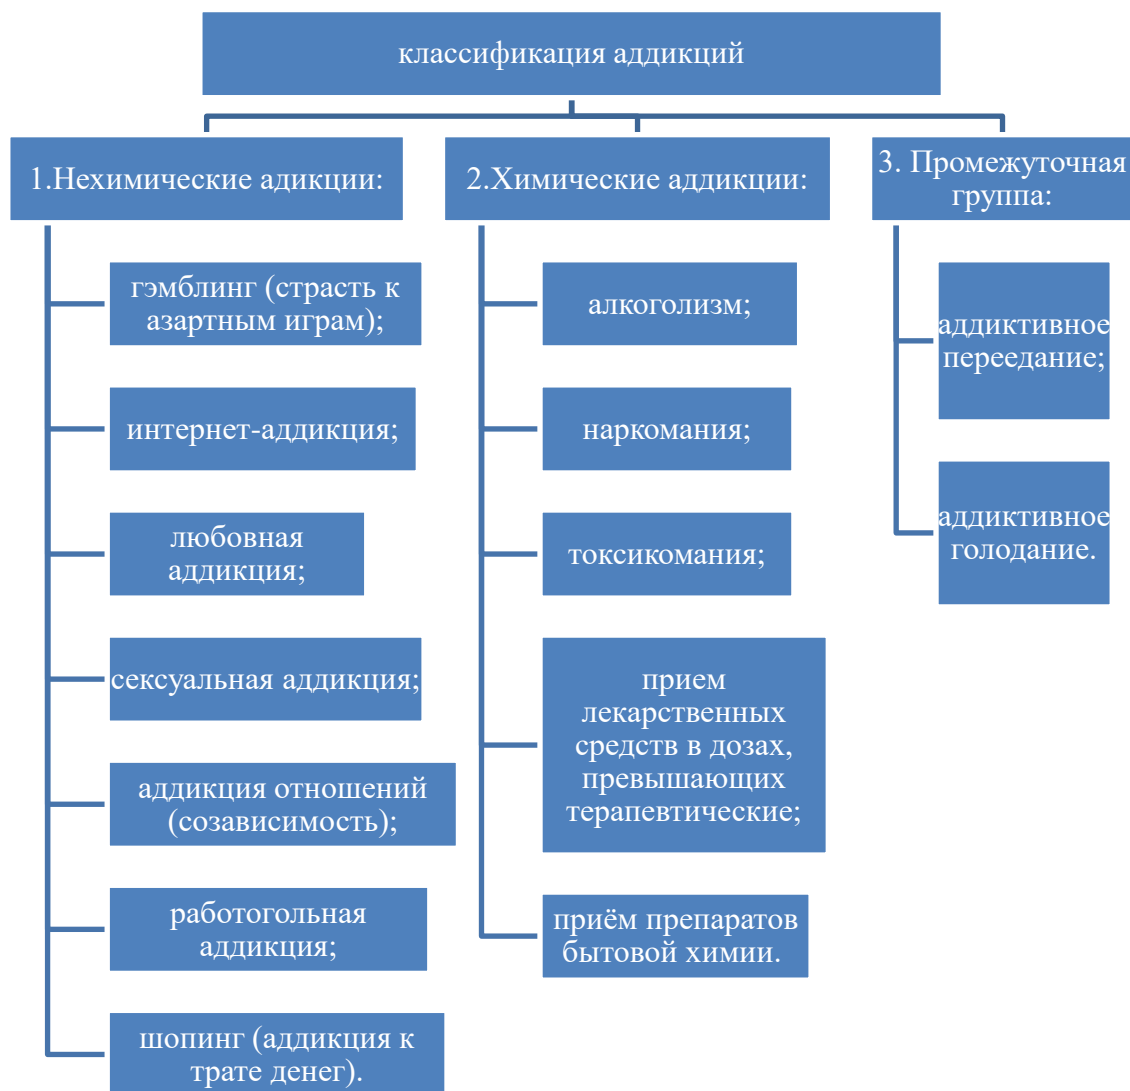 классификация аддикций
1.Нехимические адикции:
гэмблинг (страсть к
азартным играм);
интернет-аддикция;
любовная
аддикция;
сексуальная аддикция;
аддикция отношений
(созависимость);
работогольная
аддикция;
шопинг (аддикция к
трате денег).
2.Химические аддикции:
алкоголизм;
наркомания;
токсикомания;
прием
лекарственных
средств в дозах,
превышающих
терапевтические;
приём препаратов
бытовой химии.
3. Промежуточная
группа:
аддиктивное
переедание;
аддиктивное
голодание.